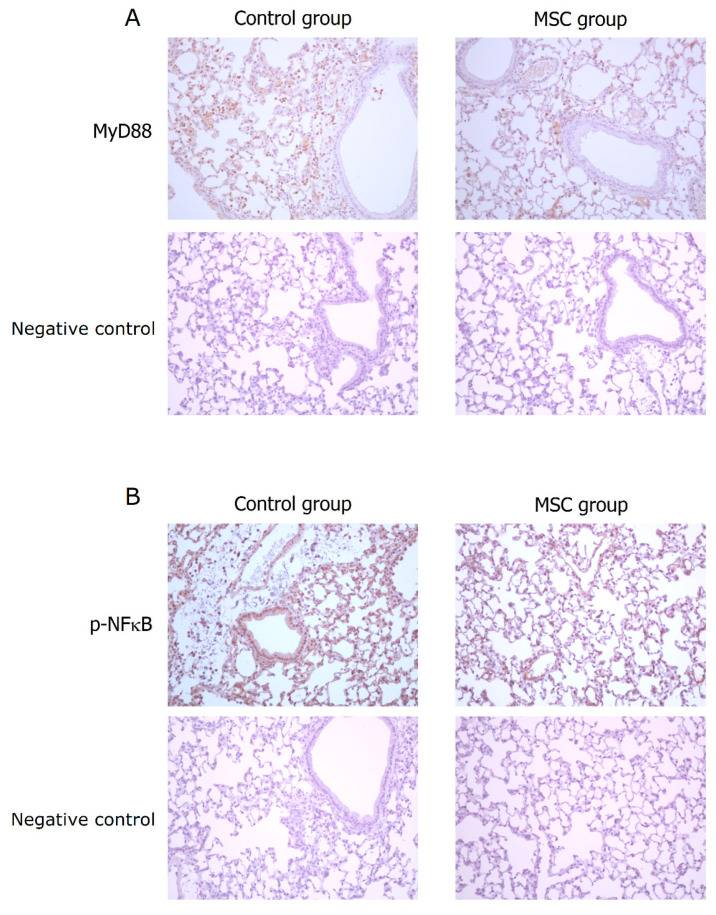 A
Control group
MSC group
MyD88
Negative control
B
Control group
MSC group
p-NFκB
Negative control